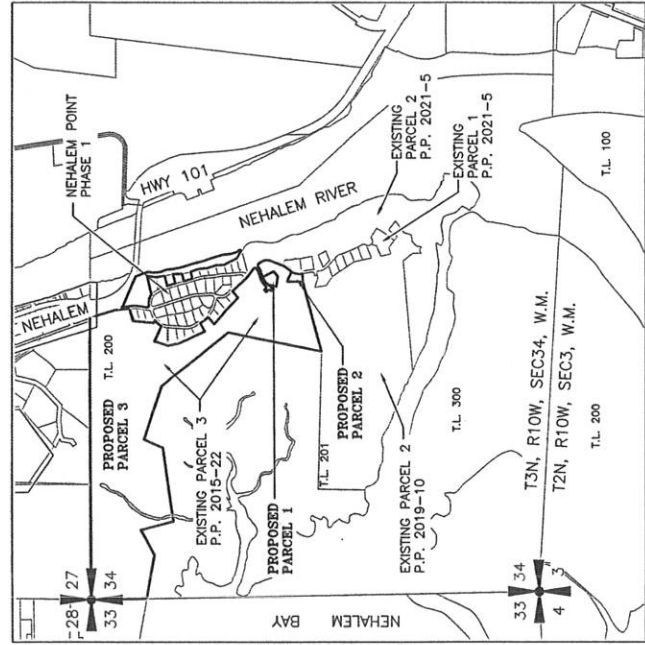 28
27
33
34
NEHALEM
T.L. 200
PROPOSED
PARCEL 3
NEHALEM POINT
PHASE 1
HWY 101
NEHALEM RIVER
EXISTING
PARCEL 2
P.P. 2021-5
EXISTING
PARCEL 1
P.P. 2021-5
EXISTING PARCEL 3
P.P. 2015-22
PROPOSED
PARCEL 1
PROPOSED
PARCEL 2
T.L. 201
EXISTING PARCEL 2
P.P. 2019-10
T.L. 300
T.L. 100
NEHALEM BAY
33
34
4
3
T3N, R10W, SEC34, W.M.
T2N, R10W, SEC3, W.M.
T.L. 200